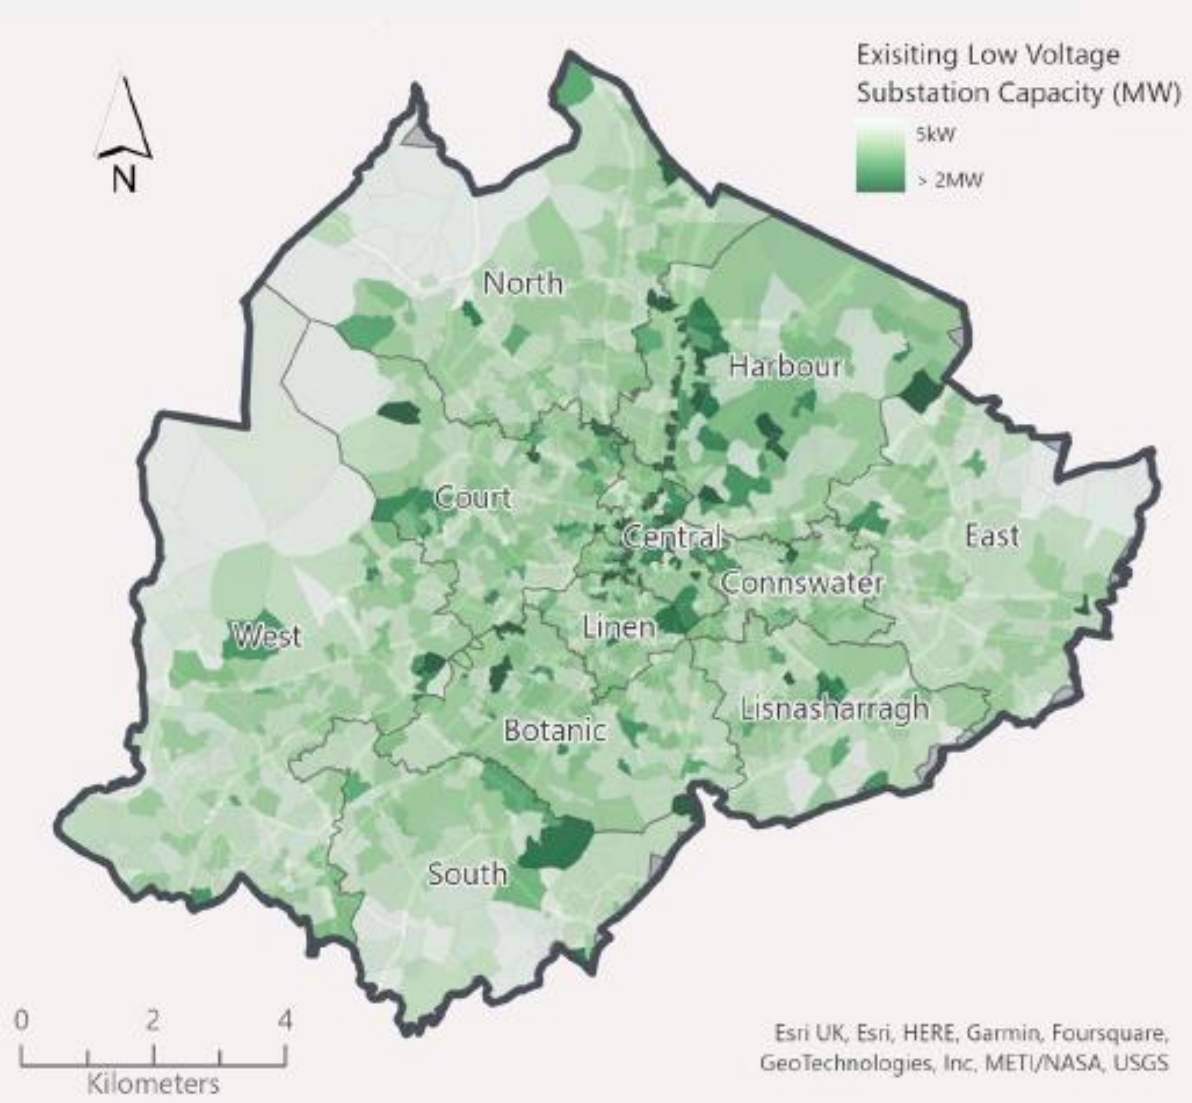 Exisiting Low Voltage
Substation Capacity (MW)
5kW
> 2MW
N
North
Harbour
Court
Central
East
Connswater
West
Linen
Lisnasharragh
Botanic
South
0 2 4
Kilometers
Esri UK, Esri, HERE, Garmin, Foursquare,
GeoTechnologies, Inc, METI/NASA, USGS